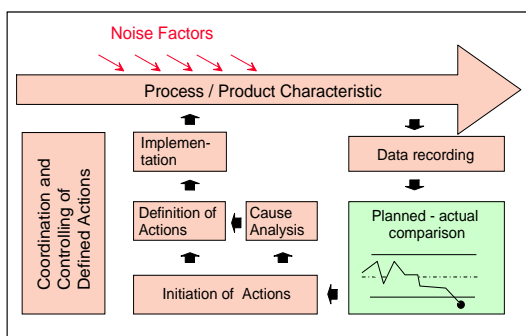 Noise Factors
Process / Product Characteristic
Implemen-
tation
Data recording
Coordination and
Controlling of
Defined Actions
Definition of
Actions
Cause
Analysis
Planned - actual
comparison
Initiation of Actions